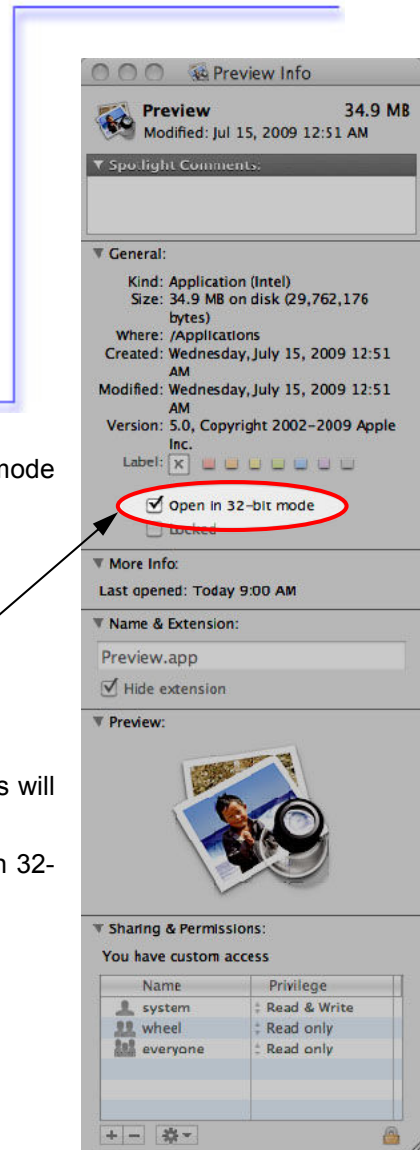 Preview Info
Preview 34.9 MB
Modified: Jul 15, 2009 12:51 AM
Spotlight Comments:
General:
Kind: Application (Intel)
Size: 34.9 MB on disk (29,762,176
bytes)
Where: /Applications
Created: Wednesday, July 15, 2009 12:51
AM
Modified: Wednesday, July 15, 2009 12:51
AM
Version: 5.0, Copyright 2002-2009 Apple
Inc.
Label:
mode
Open in 32-bit mode
Locked
More Info:
Last opened: Today 9:00 AM
Name & Extension:
Preview.app
Hide extension
Preview:
s will
n 32-
Sharing & Permissions:
You have custom access
Name Privilege
system Read & Write
wheel Read only
everyone Read only